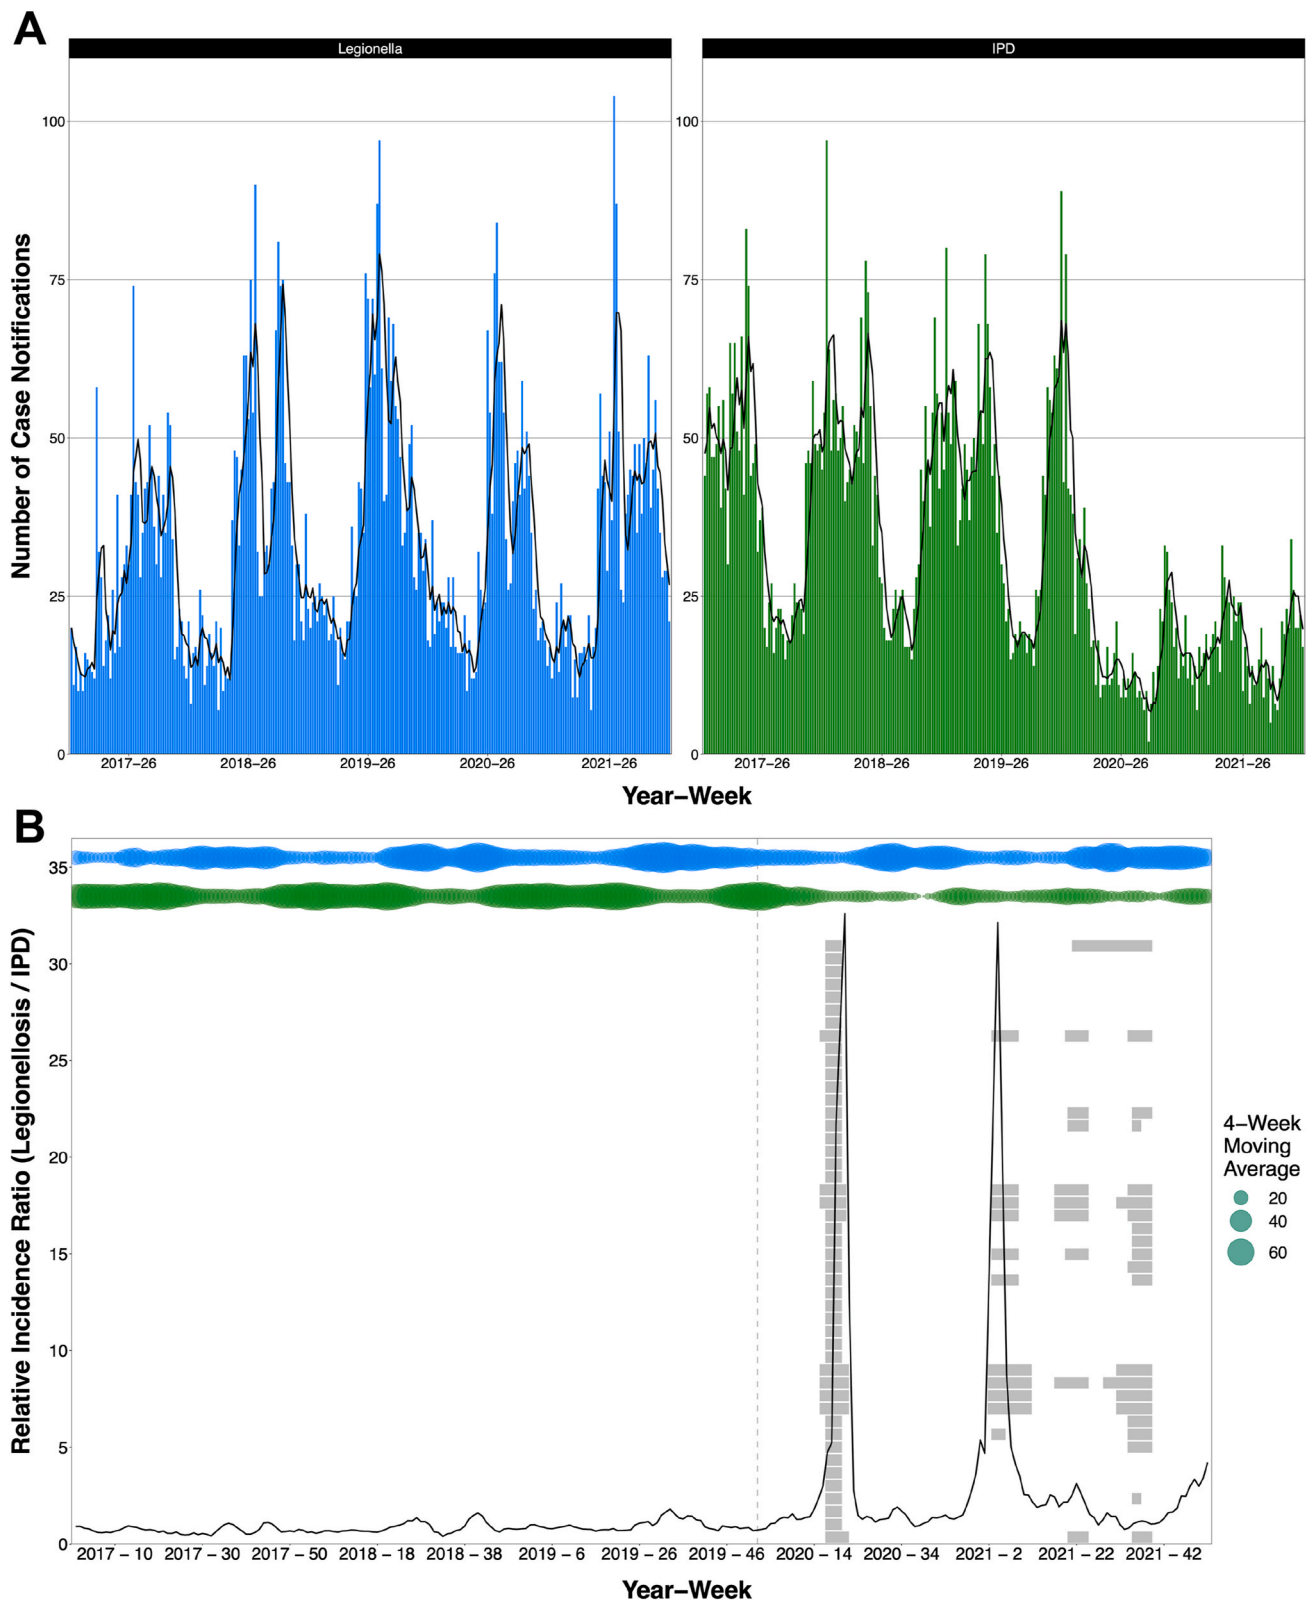 A
Legionella
IPD
Number of Case Notifications
100
75
50
25
0
100
75
50
25
0
2017-26
2018-26
2019-26
2020-26
2021-26
2017-26
2018-26
2019-26
2020-26
2021-26
Year-Week
B
Relative Incidence Ratio (Legionellosis / IPD)
35
30
25
20
15
10
5
0
4-Week
Moving
Average
20
40
60
2017 - 10
2017 - 30
2017 - 50
2018 - 18
2018 - 38
2019 - 6
2019 - 26
2019 - 46
2020 - 14
2020 - 34
2021 - 2
2021 - 22
2021 - 42
Year-Week